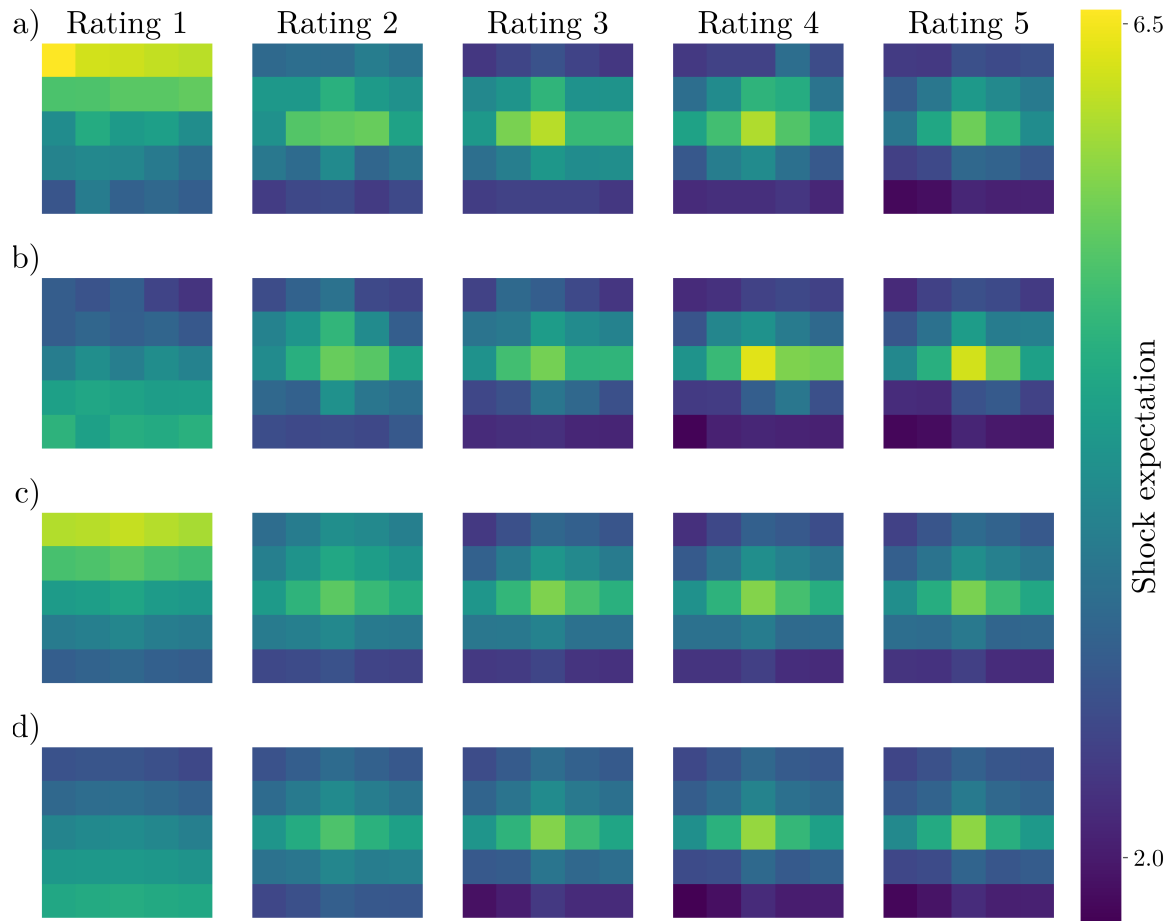 a) Rating 1 Rating 2 Rating 3 Rating 4 Rating 5
6.5
b)
Shock expectation
c)
d)
2.0